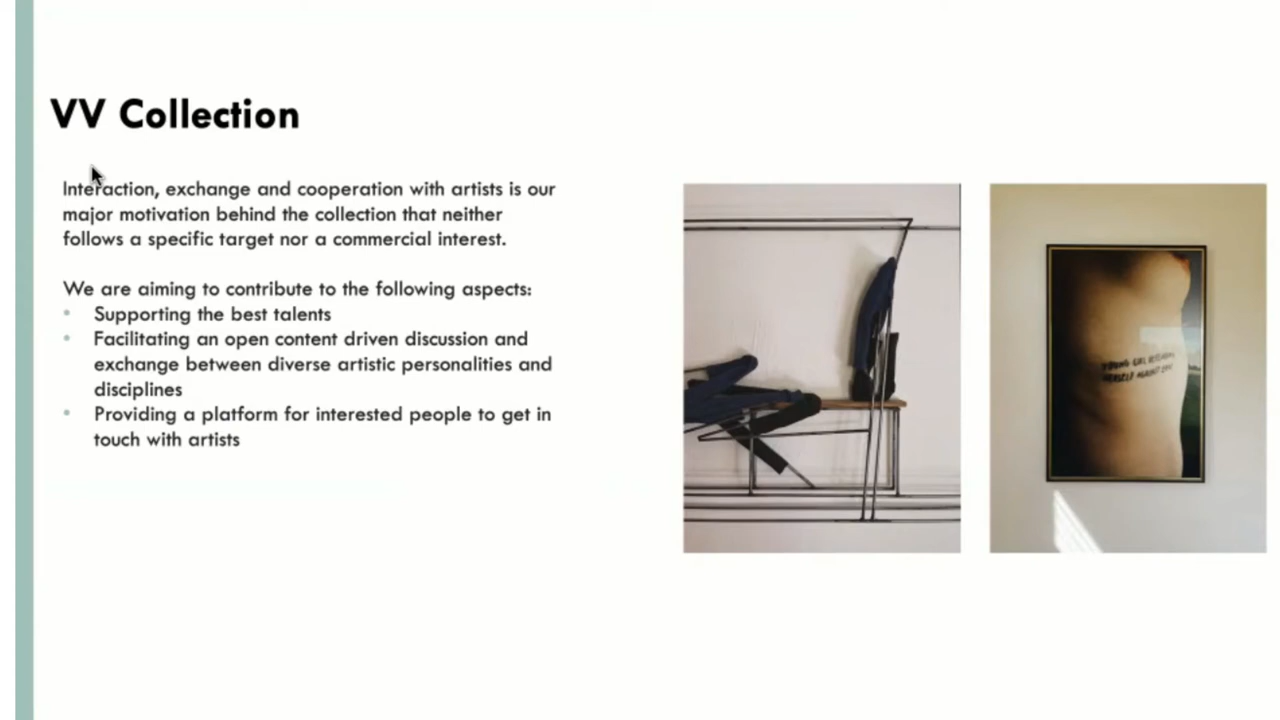 VV Collection
Interaction, exchange and cooperation with artists is our
major motivation behind the collection that neither
follows a specific target nor a commercial interest.
We are aiming to contribute to the following aspects:
• Supporting the best talents
• Facilitating an open content driven discussion and
exchange between diverse artistic personalities and
disciplines
• Providing a platform for interested people to get in
touch with artists